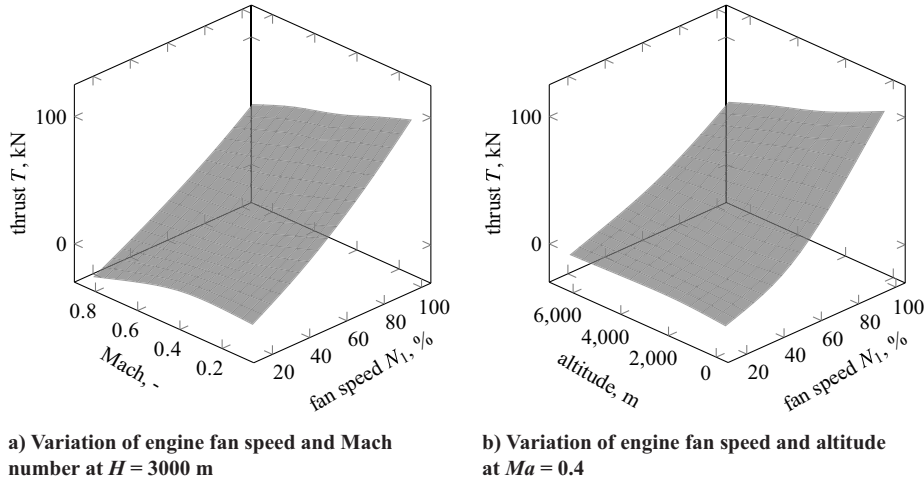 100
0
thrust T, kN
0.8
0.6
0.4
0.2
Mach, -
20
40
60
80
100
fan speed N₁, %
a) Variation of engine fan speed and Mach
number at H = 3000 m
100
0
thrust T, kN
6,000
4,000
2,000
0
altitude, m
20
40
60
80
100
fan speed N₁, %
b) Variation of engine fan speed and altitude
at Ma = 0.4